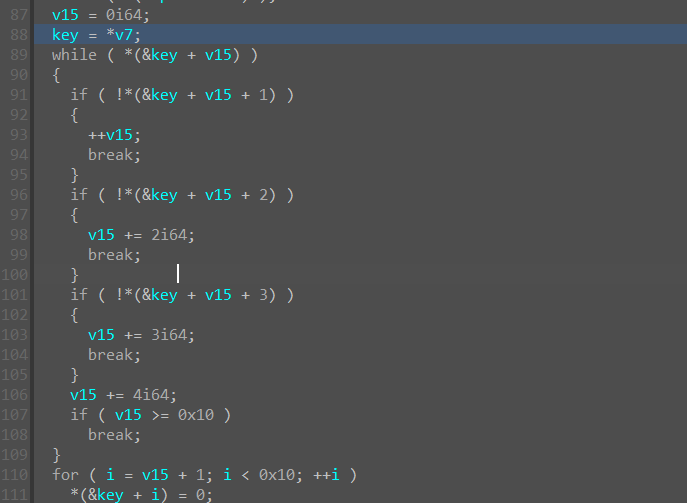 87 v15 = 0i64;
88 key = *v7;
89 while ( *(&key + v15) )
90 {
91 if ( !*(&key + v15 + 1) )
92 {
93 ++v15;
94 break;
95 }
96 if ( !*(&key + v15 + 2) )
97 {
98 v15 += 2i64;
99 break;
100 }
101 if ( !*(&key + v15 + 3) )
102 {
103 v15 += 3i64;
104 break;
105 }
106 v15 += 4i64;
107 if ( v15 >= 0x10 )
108 break;
109 }
110 for ( i = v15 + 1; i < 0x10; ++i )
111 *(&key + i) = 0;